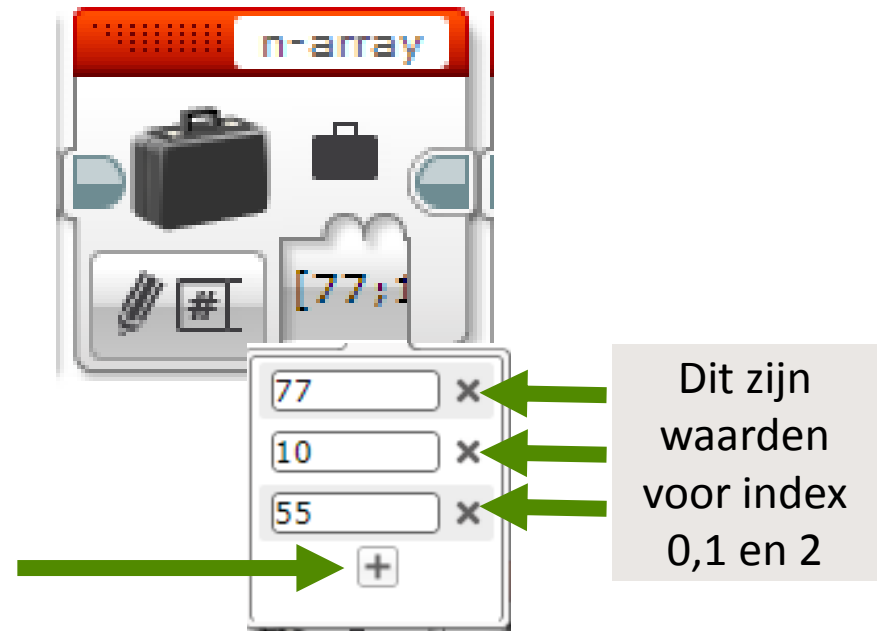 n-array
#
[77;1
77
10
55
Dit zijn
waarden
voor index
0,1 en 2